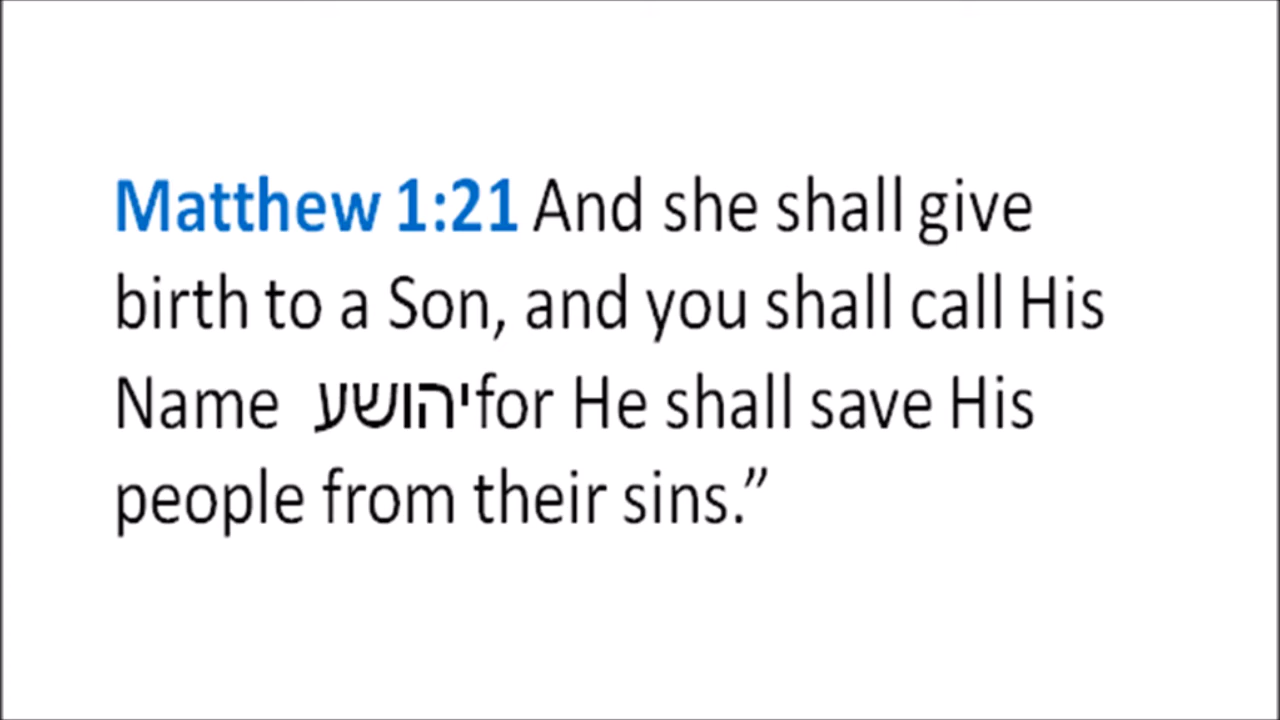 Matthew 1:21 And she shall give
birth to a Son, and you shall call His
Name יהושע for He shall save His
people from their sins.”